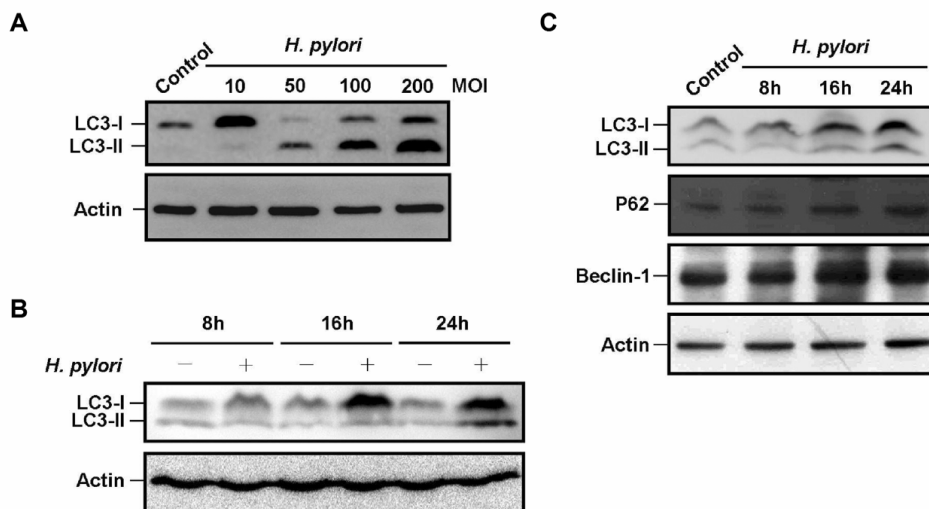 A
H. pylori
Control 10 50 100 200 MOI
LC3-I
LC3-II
Actin
B
8h 16h 24h
H. pylori − + − + − +
LC3-I
LC3-II
Actin
C
H. pylori
Control 8h 16h 24h
LC3-I
LC3-II
P62
Beclin-1
Actin